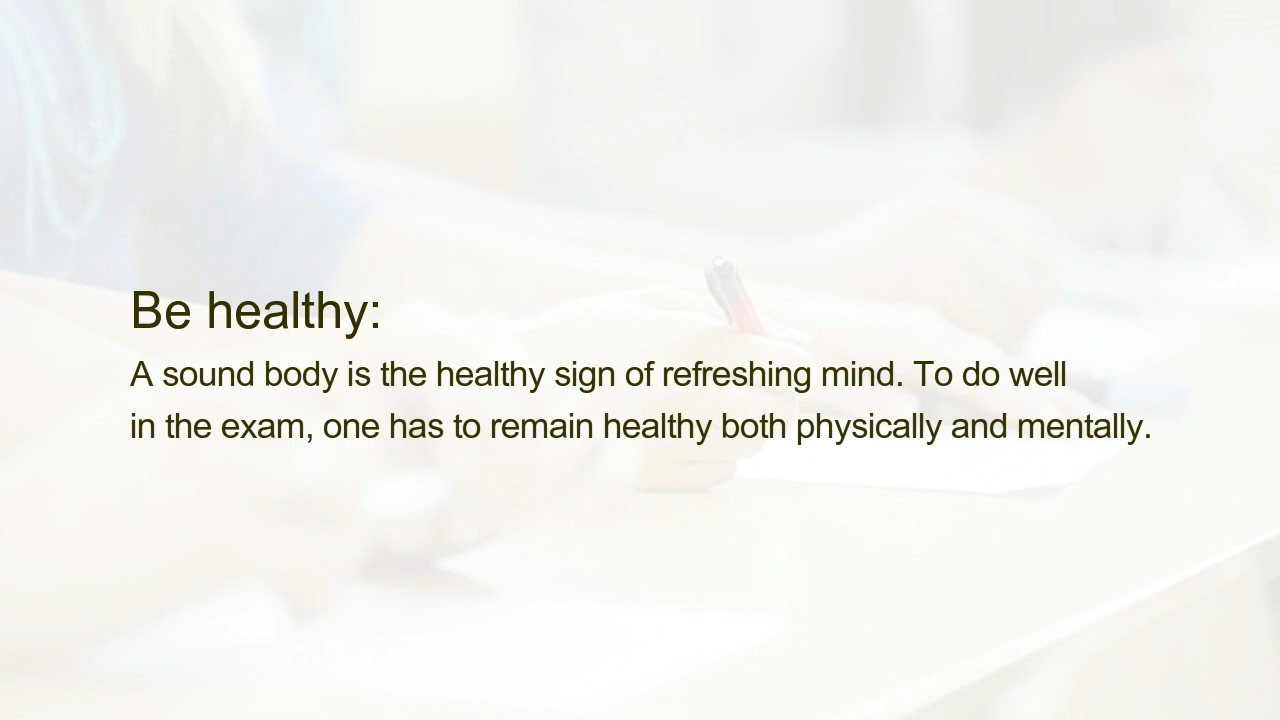 Be healthy:
A sound body is the healthy sign of refreshing mind. To do well
in the exam, one has to remain healthy both physically and mentally.